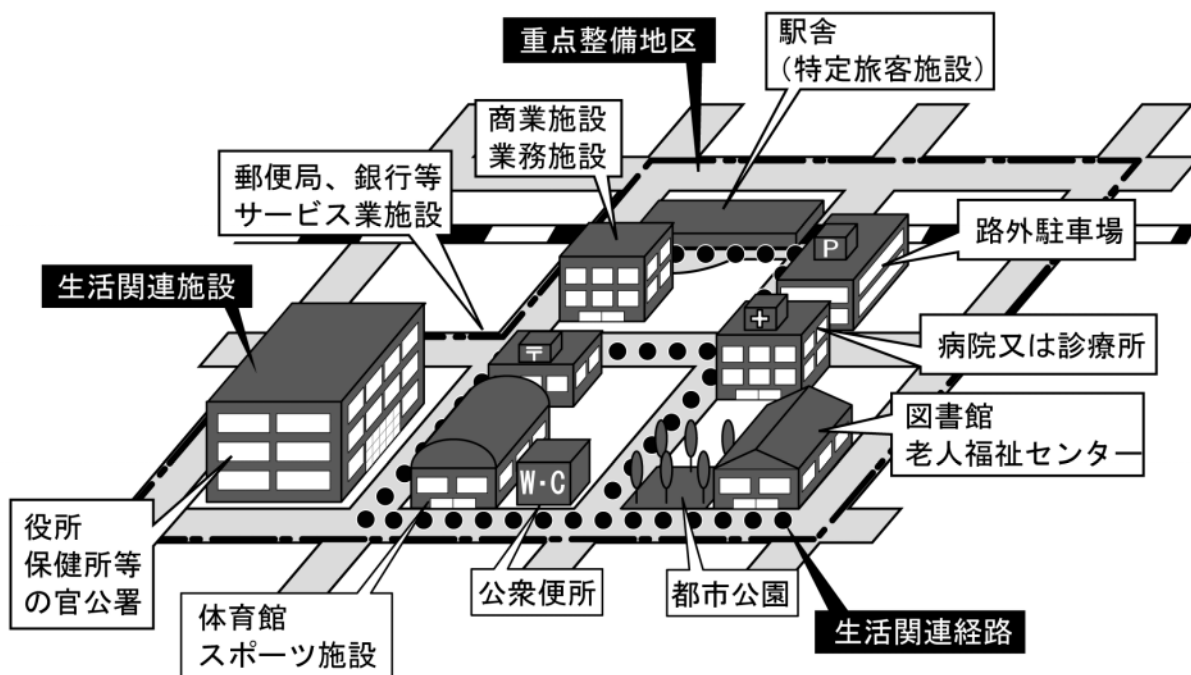 重点整備地区
駅舎
(特定旅客施設)
商業施設
業務施設
郵便局、銀行等
サービス業施設
路外駐車場
生活関連施設
P
病院又は診療所
〒
図書館
老人福祉センター
W・C
役所
保健所等
の官公署
公衆便所
都市公園
体育館
スポーツ施設
生活関連経路